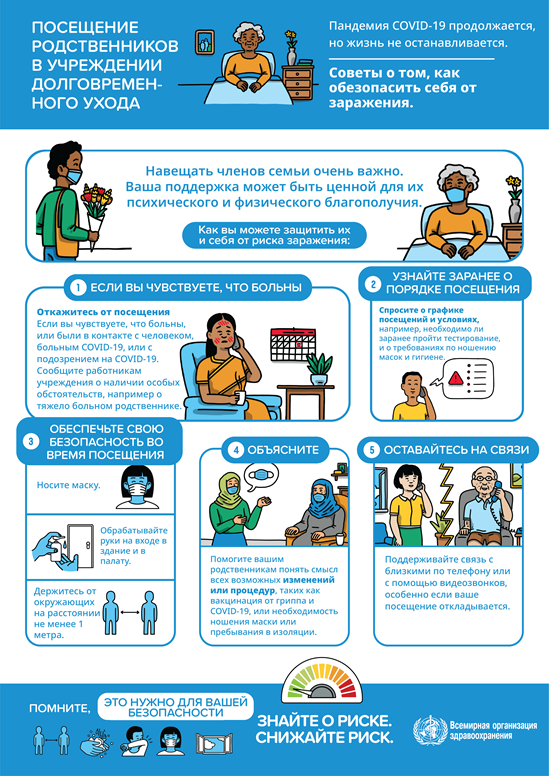 ПОСЕЩЕНИЕ
РОДСТВЕННИКОВ
В УЧРЕЖДЕНИИ
ДОЛГОВРЕМЕН-
НОГО УХОДА
Пандемия COVID-19 продолжается,
но жизнь не останавливается.
Советы о том, как
обезопасить себя от
заражения.
Навещать членов семьи очень важно.
Ваша поддержка может быть ценной для их
психического и физического благополучия.
Как вы можете защитить их
и себя от риска заражения:
1 ЕСЛИ ВЫ ЧУВСТВУЕТЕ, ЧТО БОЛЬНЫ
Откажитесь от посещения
Если вы чувствуете, что больны,
или были в контакте с человеком,
больным COVID-19, или с
подозрением на COVID-19.
Сообщите работникам
учреждения о наличии особых
обстоятельств, например о
тяжело больном родственнике.
2 УЗНАЙТЕ ЗАРАНЕЕ О
ПОРЯДКЕ ПОСЕЩЕНИЯ
Спросите о графике
посещений и условиях,
например, необходимо ли
заранее пройти тестирование,
и о требованиях по ношению
масок и гигиене.
3 ОБЕСПЕЧЬТЕ СВОЮ
БЕЗОПАСНОСТЬ ВО
ВРЕМЯ ПОСЕЩЕНИЯ
Носите маску.
Обрабатывайте
руки на входе в
здание и в
палату.
Держитесь от
окружающих
на расстоянии
не менее 1
метра.
4 ОБЪЯСНИТЕ
Помогите вашим
родственникам понять смысл
всех возможных изменений
или процедур, таких как
вакцинация от гриппа и
COVID-19, или необходимость
ношения маски или
пребывания в изоляции.
5 ОСТАВАЙТЕСЬ НА СВЯЗИ
Поддерживайте связь с
близкими по телефону или
с помощью видеозвонков,
особенно если ваше
посещение откладывается.
ПОМНИТЕ,
ЭТО НУЖНО ДЛЯ ВАШЕЙ
БЕЗОПАСНОСТИ
ЗНАЙТЕ О РИСКЕ.
СНИЖАЙТЕ РИСК.
Всемирная организация
здравоохранения